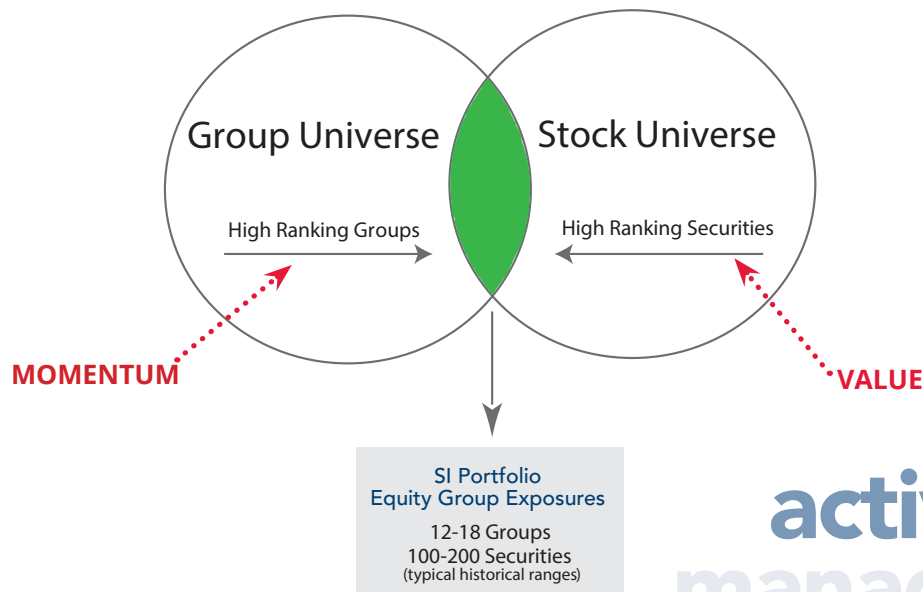 Group Universe
Stock Universe
High Ranking Groups
High Ranking Securities
MOMENTUM
VALUE
SI Portfolio
Equity Group Exposures
12-18 Groups
100-200 Securities
(typical historical ranges)